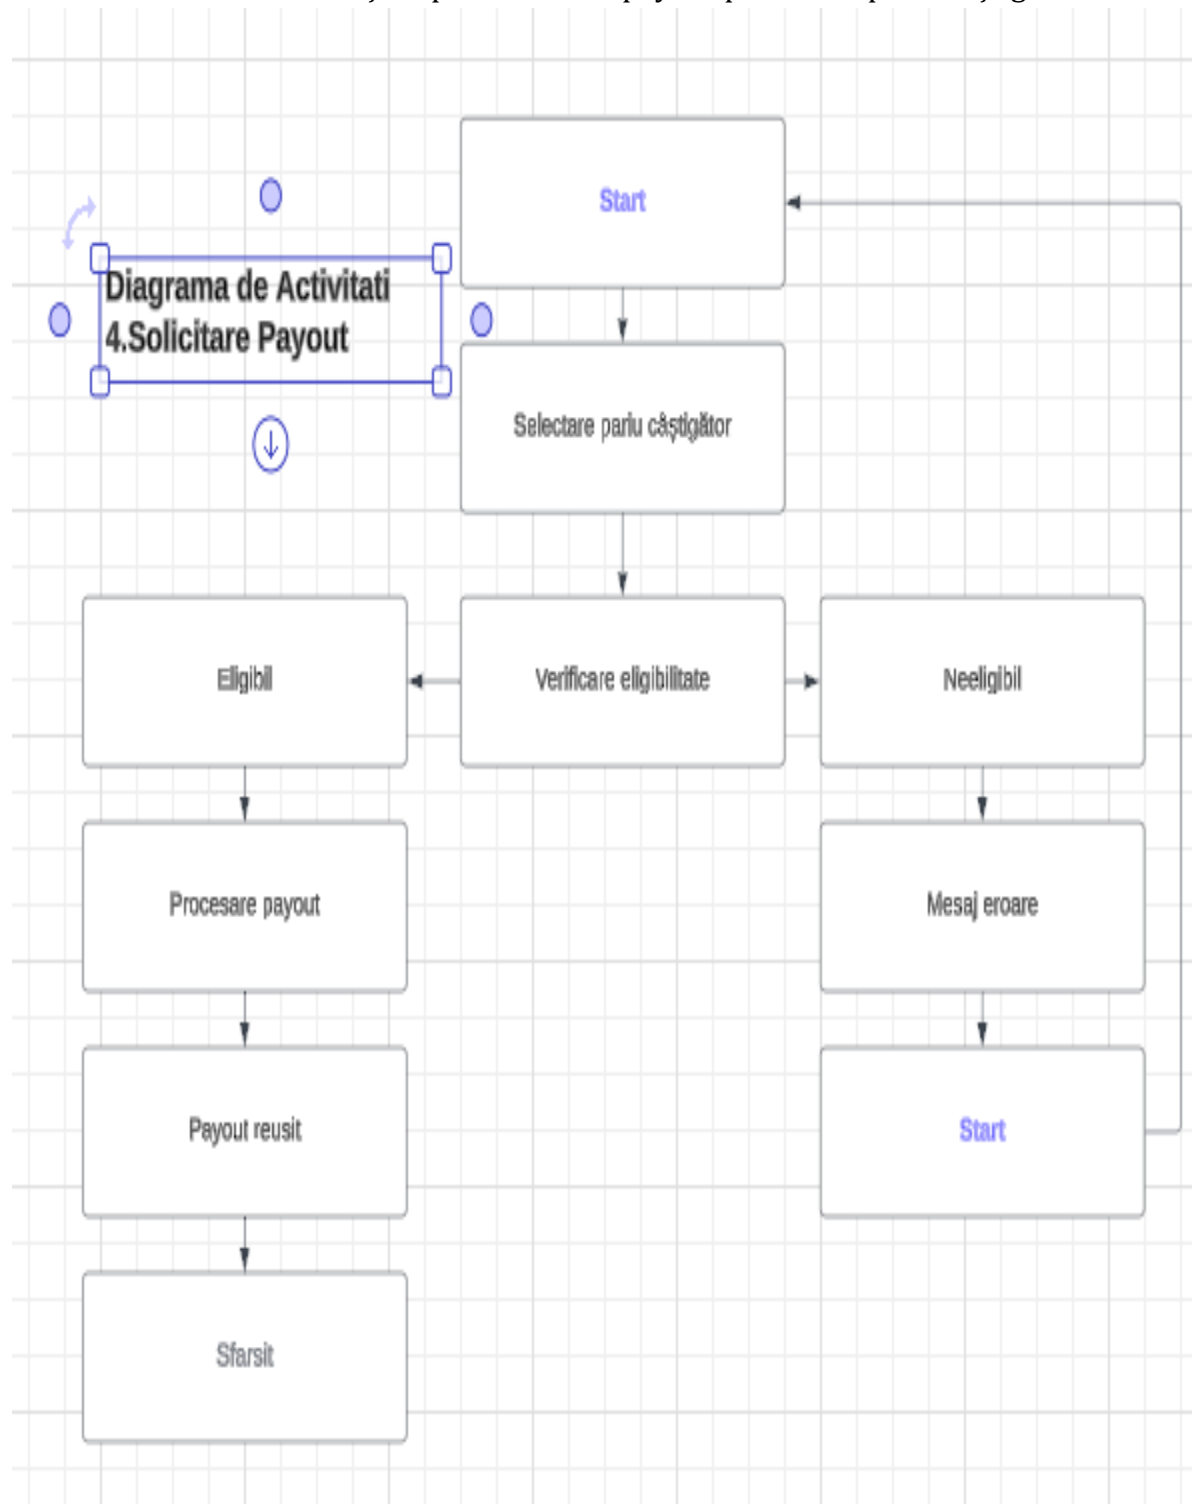 Diagrama de Activitati
4.Solicitare Payout
Start
Selectare pariu câștigător
Eligibil
Verificare eligibilitate
Neeligibil
Procesare payout
Mesaj eroare
Payout reusit
Start
Sfarsit